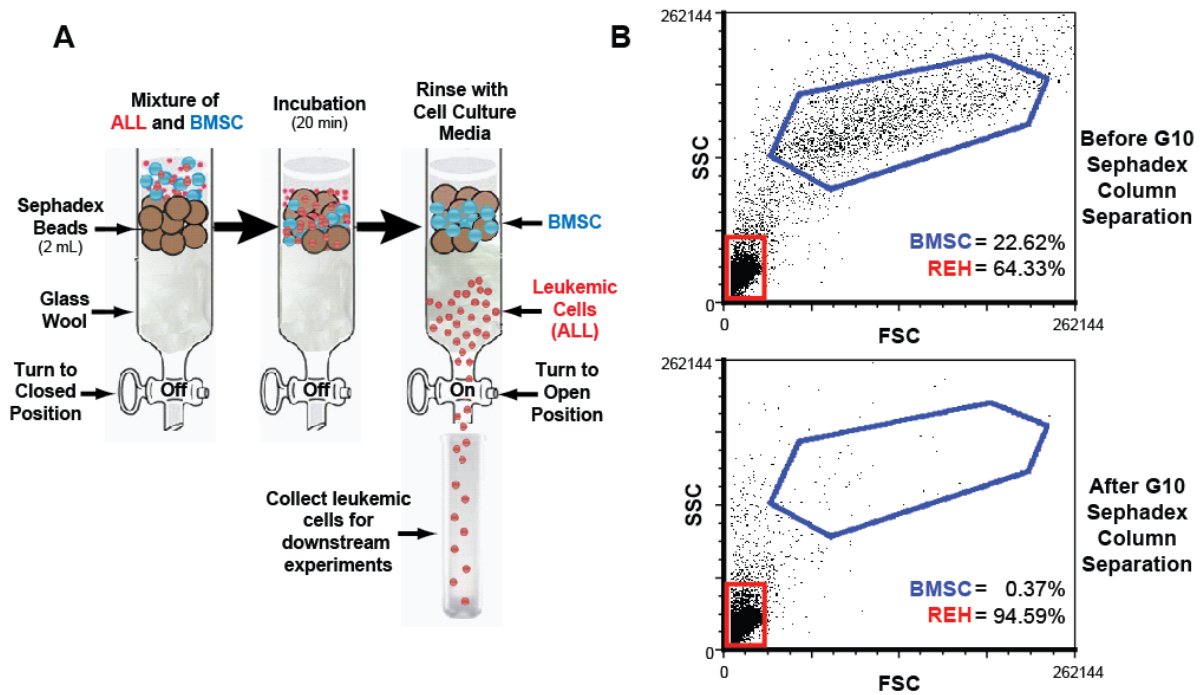 A
Mixture of
ALL and BMSC
Incubation
(20 min)
Rinse with
Cell Culture
Media
Sephadex
Beads
(2 mL)
BMSC
Glass
Wool
Leukemic
Cells
(ALL)
Turn to
Closed
Position
Off
Off
On
Turn to
Open
Position
Collect leukemic
cells for
downstream
experiments
B
262144
SSC
BMSC = 22.62%
REH = 64.33%
0
0
262144
FSC
Before G10
Sephadex
Column
Separation
262144
SSC
BMSC = 0.37%
REH = 94.59%
0
0
262144
FSC
After G10
Sephadex
Column
Separation